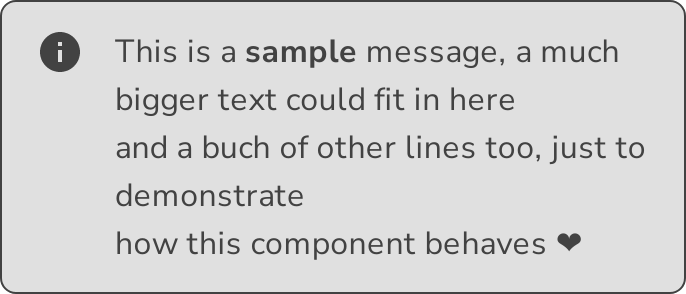 This is a sample message, a much
bigger text could fit in here
and a buch of other lines too, just to
demonstrate
how this component behaves ❤